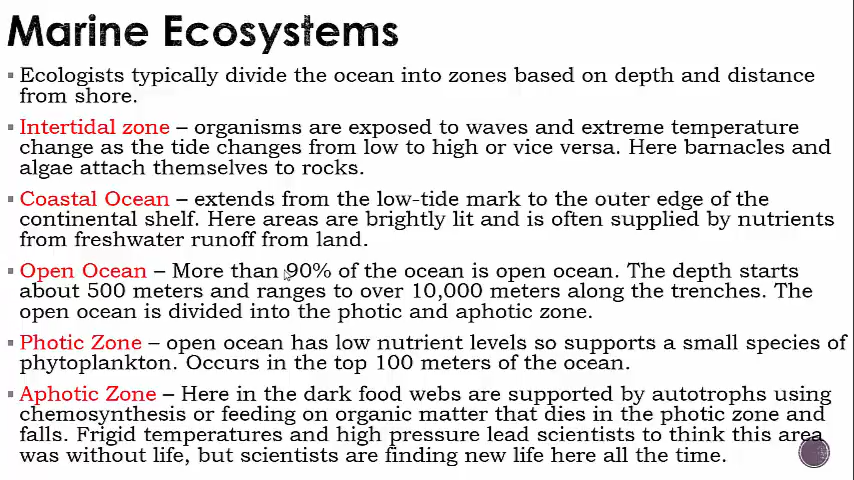 Marine Ecosystems
Ecologists typically divide the ocean into zones based on depth and distance
from shore.
Intertidal zone – organisms are exposed to waves and extreme temperature
change as the tide changes from low to high or vice versa. Here barnacles and
algae attach themselves to rocks.
Coastal Ocean – extends from the low-tide mark to the outer edge of the
continental shelf. Here areas are brightly lit and is often supplied by nutrients
from freshwater runoff from land.
Open Ocean – More than 90% of the ocean is open ocean. The depth starts
about 500 meters and ranges to over 10,000 meters along the trenches. The
open ocean is divided into the photic and aphotic zone.
Photic Zone – open ocean has low nutrient levels so supports a small species of
phytoplankton. Occurs in the top 100 meters of the ocean.
Aphotic Zone – Here in the dark food webs are supported by autotrophs using
chemosynthesis or feeding on organic matter that dies in the photic zone and
falls. Frigid temperatures and high pressure lead scientists to think this area
was without life, but scientists are finding new life here all the time.